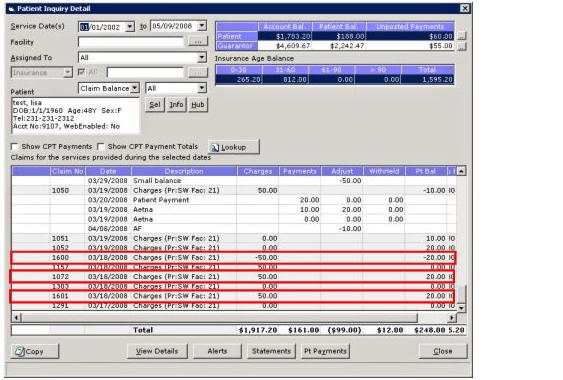 Patient Inquiry Detail
Service Date(s) 01/01/2002 to 05/09/2008
Facility ...
Assigned To All
Insurance All ...
Patient Claim Balance All
test, lisa
DOB:1/1/1960 Age:48Y Sex:F
Tel:231-231-2312
Acct No:9107, WebEnabled: No
Sel Info Hub
Account Bal. Patient Bal. Unposted Payments
Patient $1,783.20 $188.00 $60.00 ...
Guarantor $4,609.67 $2,242.47 $55.00 ...
Insurance Age Balance
0-30 31-60 61-90 > 90 Total
265.20 812.00 0.00 0.00 1,595.20
Show CPT Payments Show CPT Payment Totals Lookup
Claims for the services provided during the selected dates
Claim No Date Description Charges Payments Adjust Withheld Pt Bal
03/29/2008 Small balance -50.00
1050 03/19/2008 Charges (Pr:SW Fac: 21) 50.00 -10.00 I0
03/20/2008 Patient Payment 20.00 0.00 0.00
03/19/2008 Aetna 10.00 20.00 0.00
03/19/2008 Aetna 0.00 0.00 0.00
04/08/2008 AF -10.00
1051 03/19/2008 Charges (Pr:SW Fac: 21) 0.00 10.00 I0
1052 03/19/2008 Charges (Pr:SW Fac: 21) 0.00 20.00 I0
1600 03/18/2008 Charges (Pr:SW Fac: 21) -50.00 -20.00 I0
1157 03/18/2008 Charges (Pr:SW Fac: 21) 50.00 0.00 I0
1072 03/18/2008 Charges (Pr:SW Fac: 21) 50.00 20.00 I0
1303 03/18/2008 Charges (Pr:SW Fac: 21) 0.00 0.00 I0
1601 03/18/2008 Charges (Pr:SW Fac: 21) 50.00 20.00 I0
1291 03/17/2008 Charges (Pr:SW Fac: 21) 0.00 0.00 I0
Total $1,917.20 $161.00 ($99.00) $12.00 $248.00 5.20
Copy View Details Alerts Statements Pt Payments Close